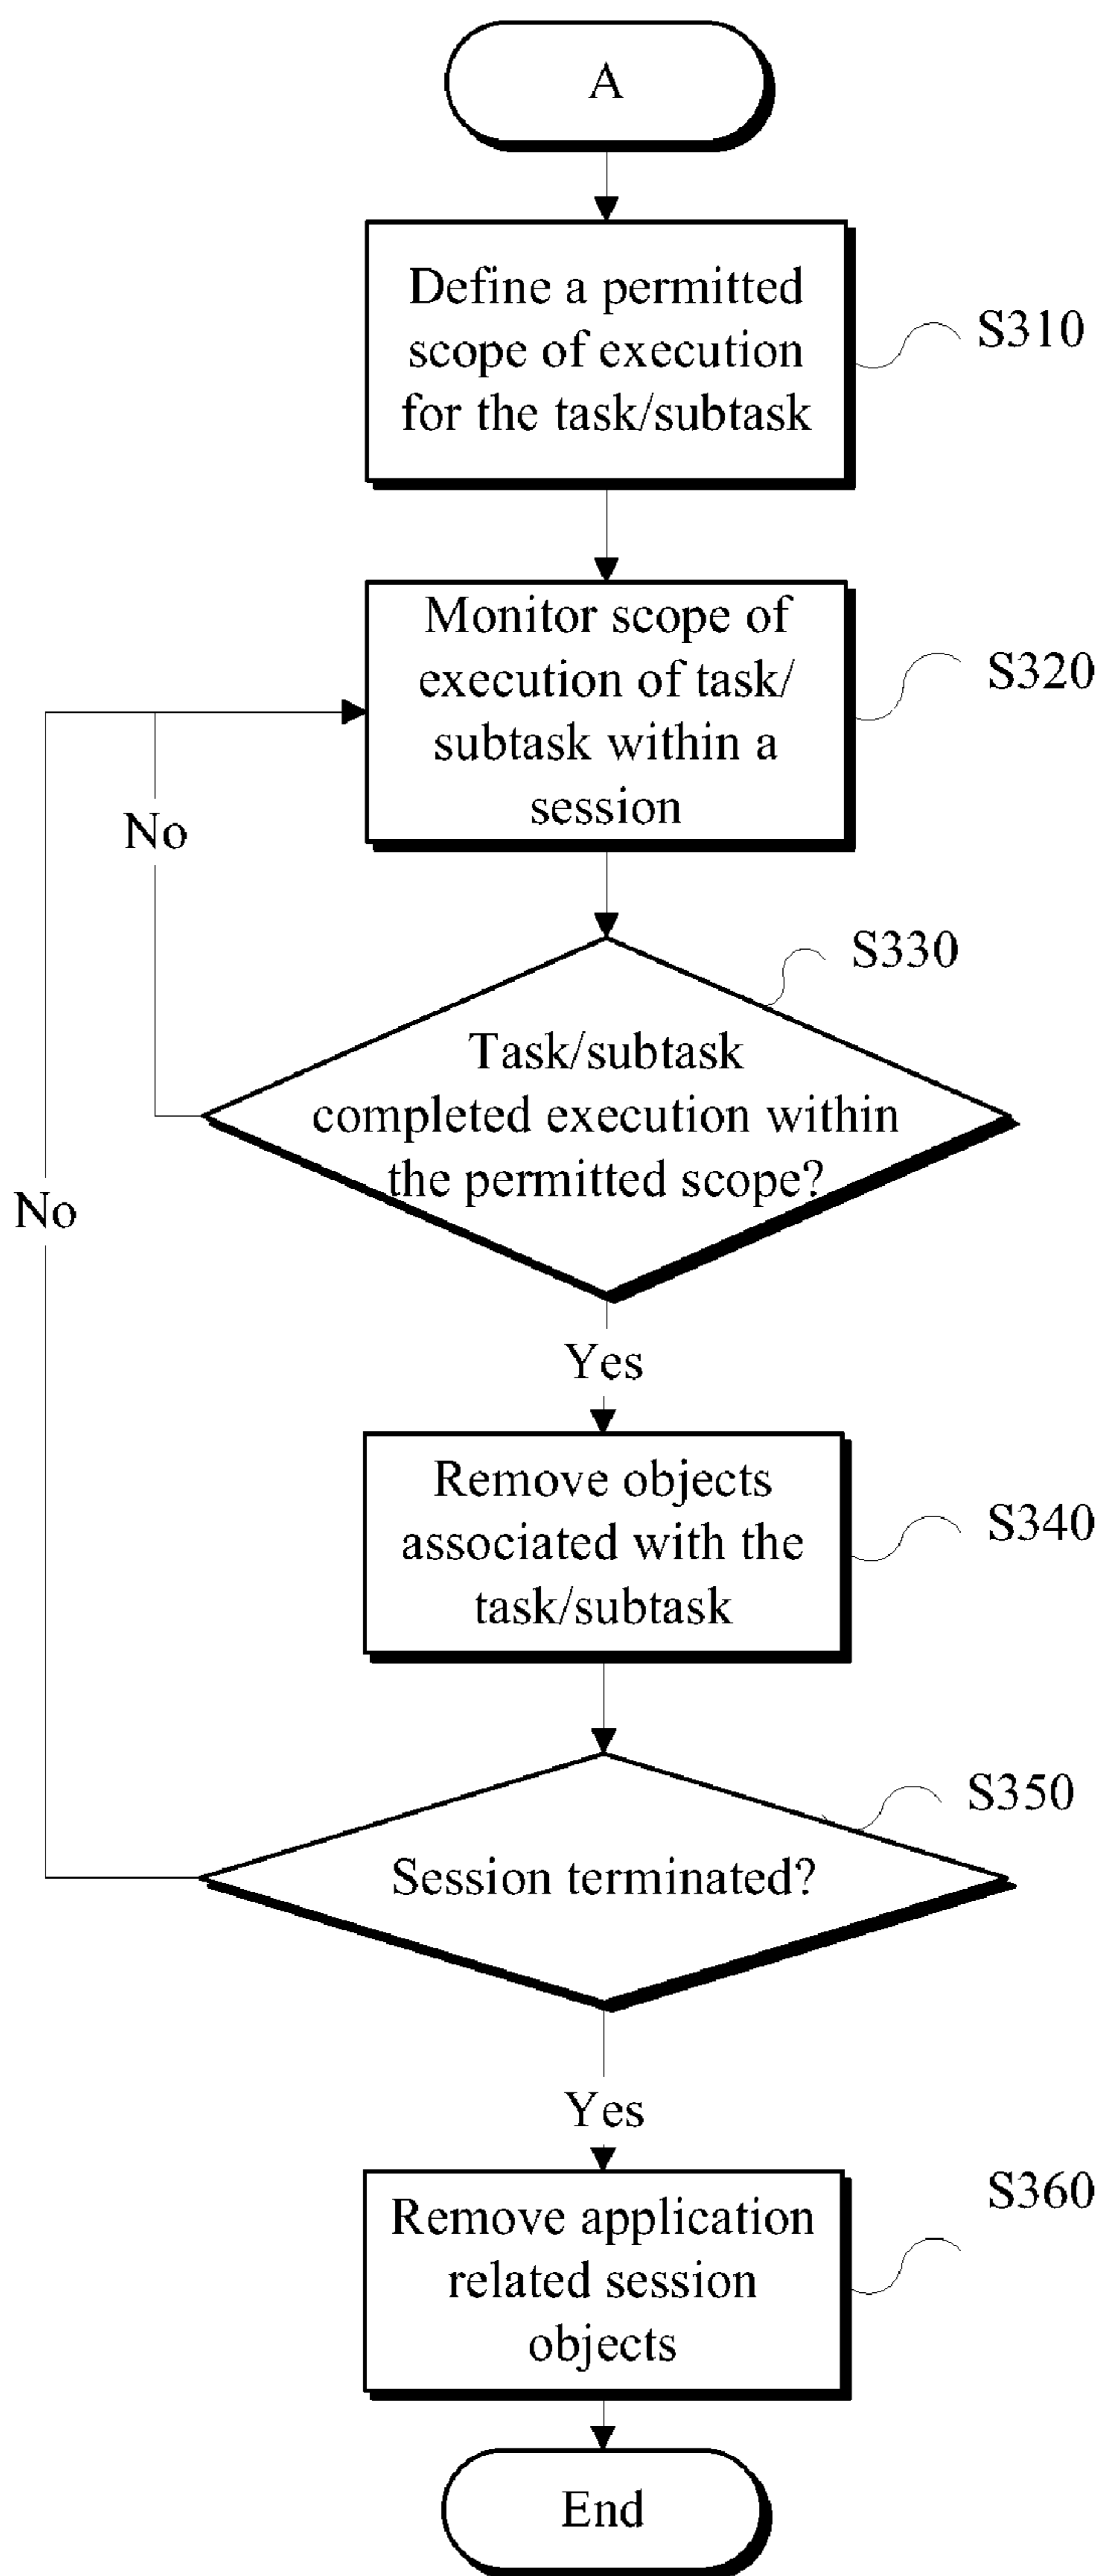 A
Define a permitted
scope of execution
for the task/subtask
S310
Monitor scope of
execution of task/
subtask within a
session
S320
No
S330
Task/subtask
completed execution within
the permitted scope?
No
Yes
Remove objects
associated with the
task/subtask
S340
S350
Session terminated?
Yes
Remove application
related session
objects
S360
End